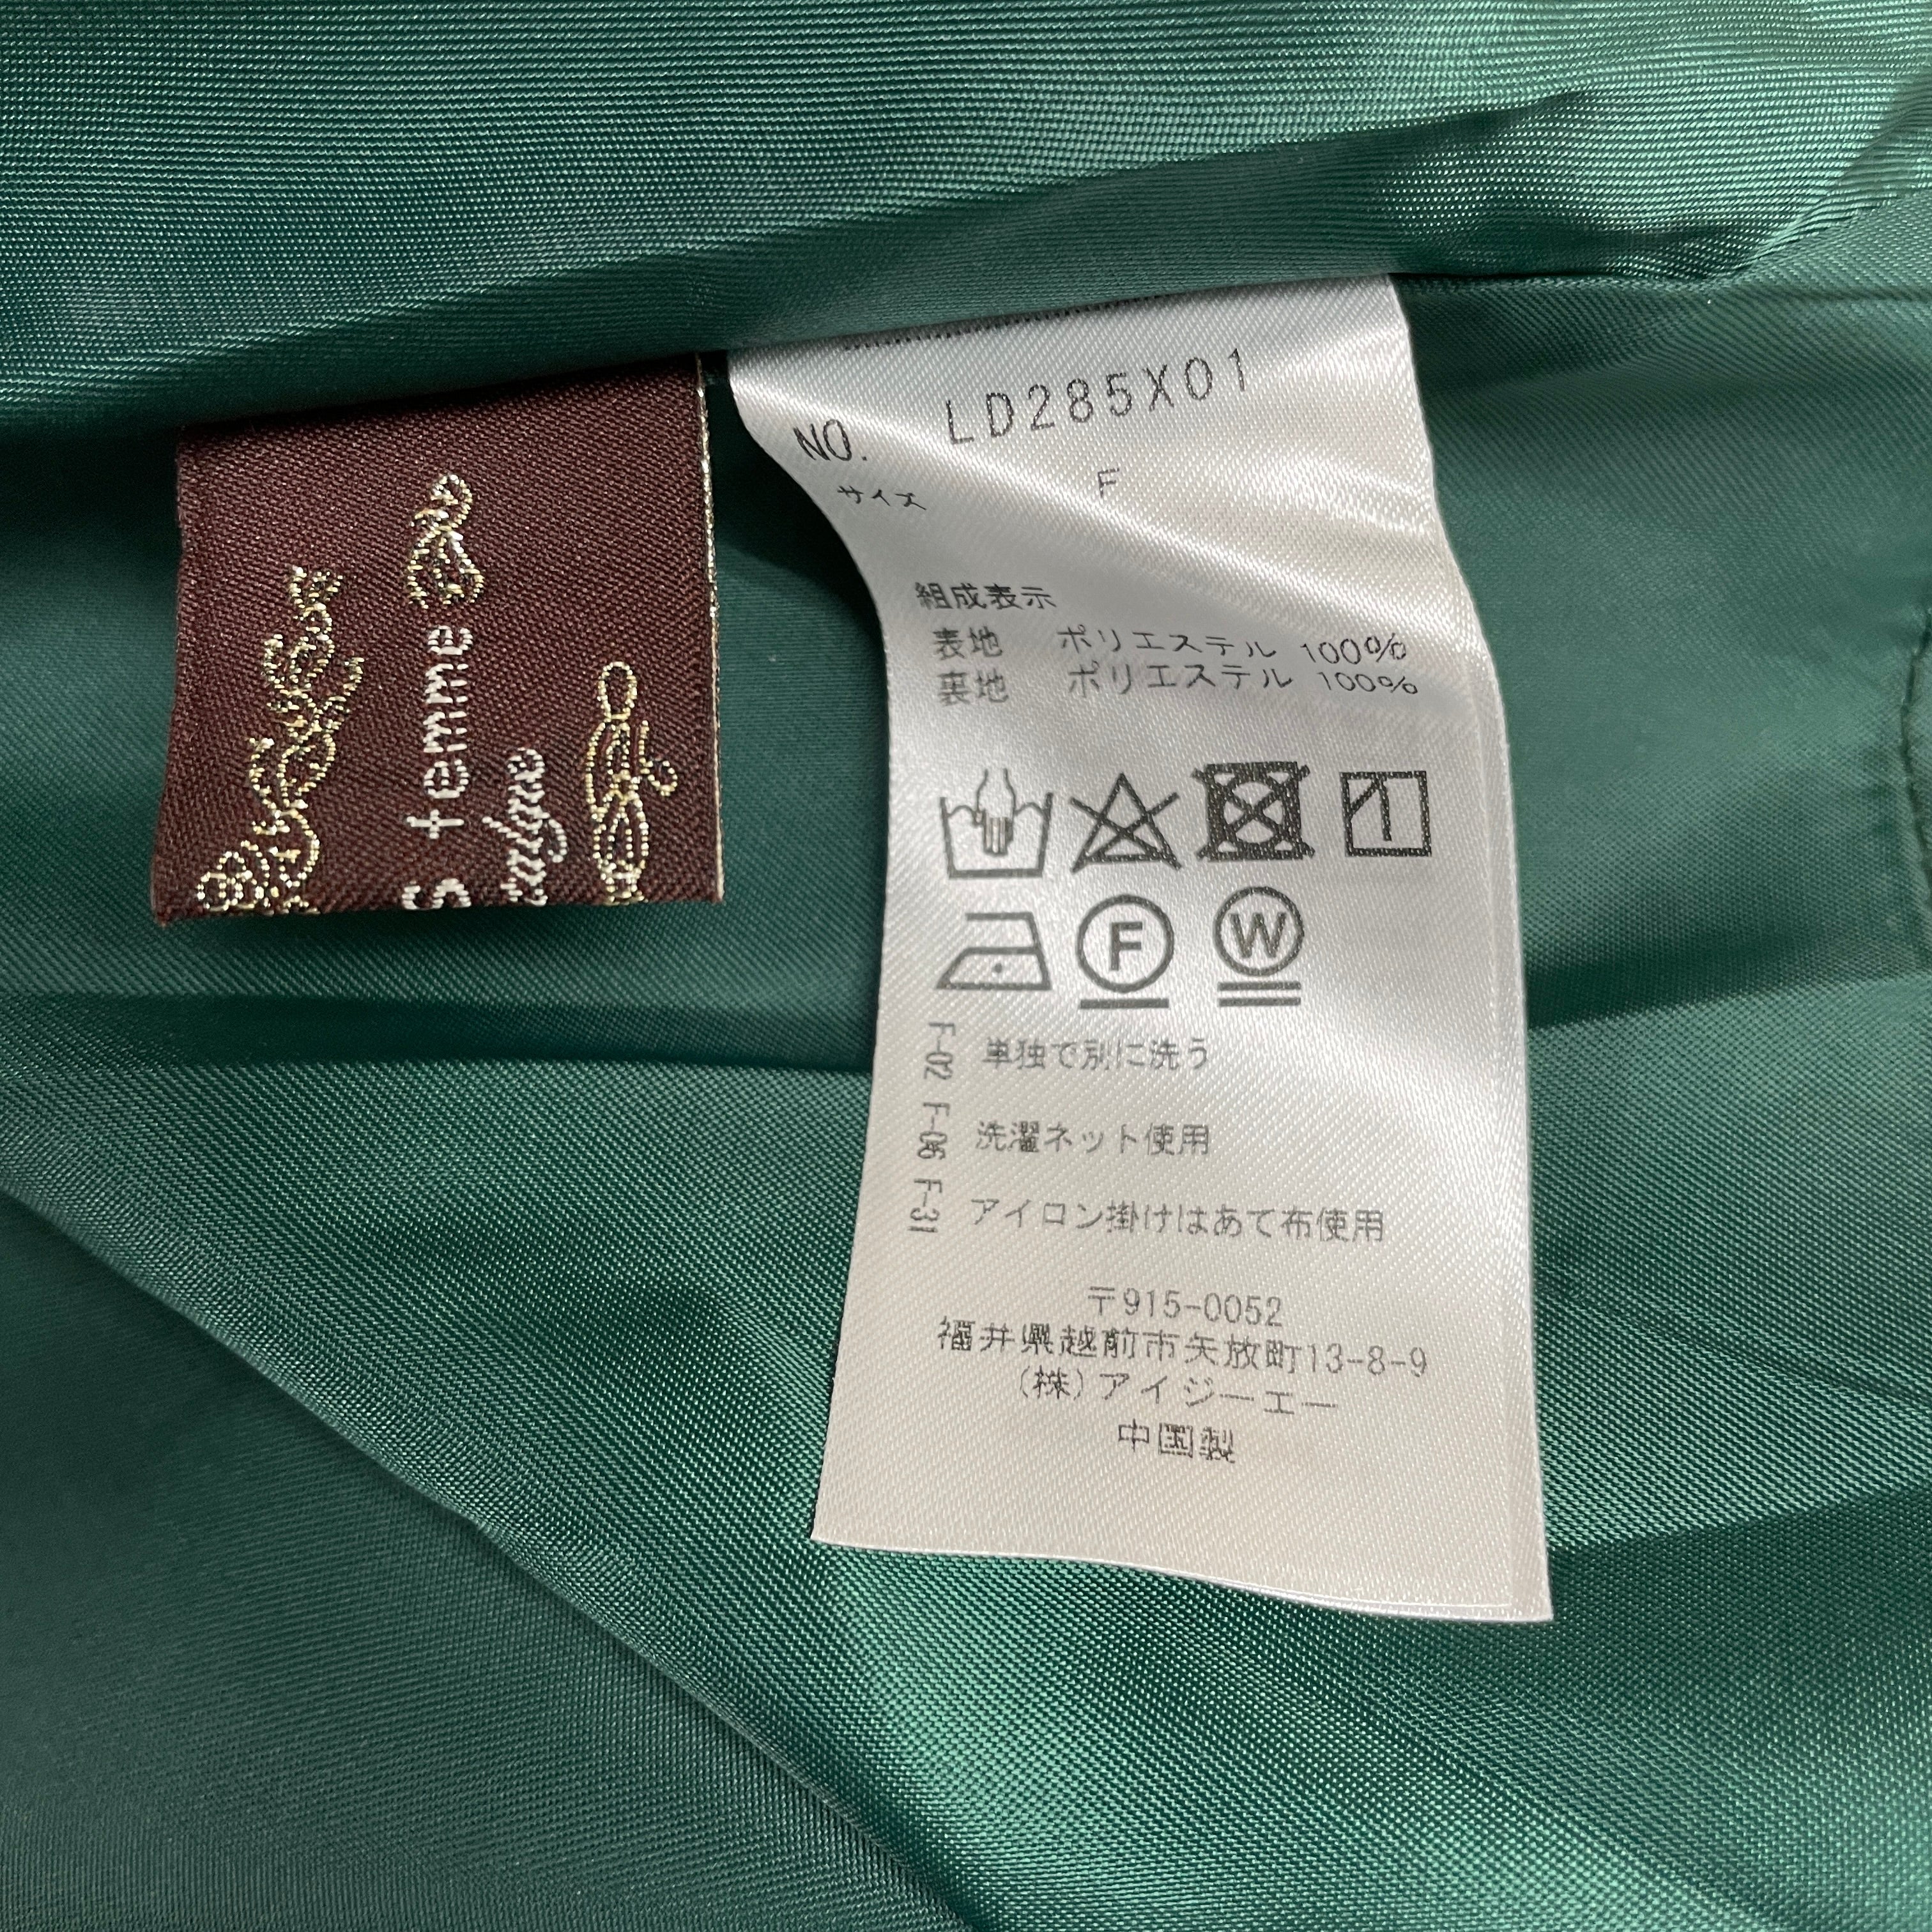 NO. LD285X01
サイズ F
組成表示
表地 ポリエステル 100%
裏地 ポリエステル 100%
F
W
F-02 単独で別に洗う
F-06 洗濯ネット使用
F-31 アイロン掛けはあて布使用
〒915-0052
福井県越前市矢放町13-8-9
(株)アイジーエー
中国製